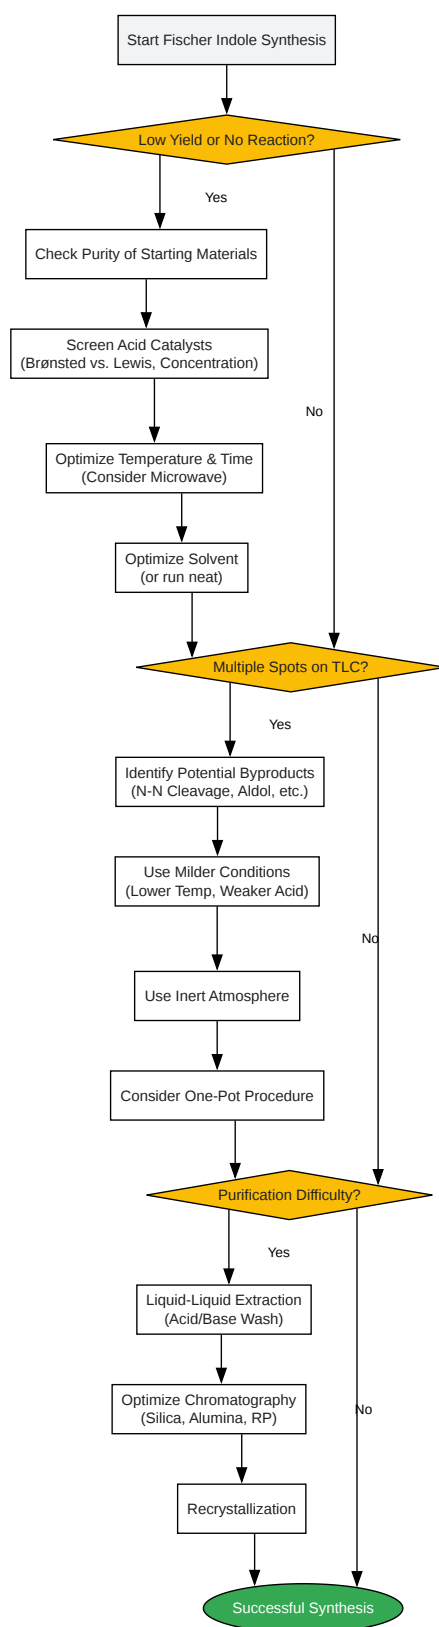 Start Fischer Indole Synthesis
Low Yield or No Reaction?
Yes
Check Purity of Starting Materials
Screen Acid Catalysts
(Brønsted vs. Lewis, Concentration)
No
Optimize Temperature & Time
(Consider Microwave)
Optimize Solvent
(or run neat)
Multiple Spots on TLC?
Yes
Identify Potential Byproducts
(N-N Cleavage, Aldol, etc.)
Use Milder Conditions
(Lower Temp, Weaker Acid)
No
Use Inert Atmosphere
Consider One-Pot Procedure
Purification Difficulty?
Yes
Liquid-Liquid Extraction
(Acid/Base Wash)
Optimize Chromatography
(Silica, Alumina, RP)
No
Recrystallization
Successful Synthesis